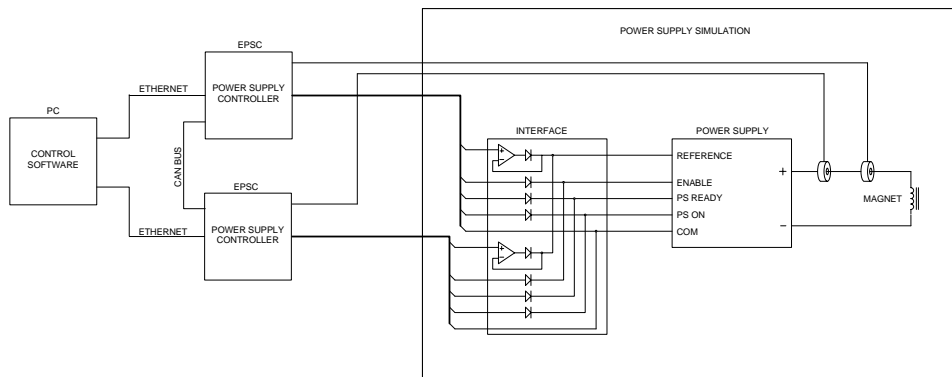 POWER SUPPLY SIMULATION
EPSC
POWER SUPPLY
CONTROLLER
ETHERNET
PC
CONTROL
SOFTWARE
CAN BUS
ETHERNET
EPSC
POWER SUPPLY
CONTROLLER
INTERFACE
+
−
+
−
POWER SUPPLY
REFERENCE
ENABLE
PS READY
PS ON
COM
+
−
MAGNET